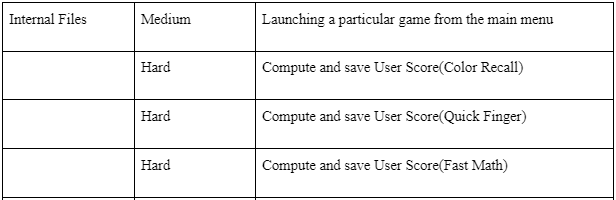 Internal Files Medium Launching a particular game from the main menu
Hard Compute and save User Score(Color Recall)
Hard Compute and save User Score(Quick Finger)
Hard Compute and save User Score(Fast Math)